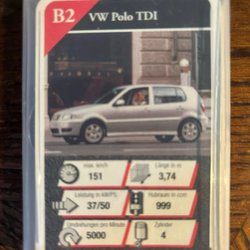 B2 VW Polo TDI
max. km/h Länge in m
151 3,74
Leistung in kW/PS Hubraum in ccm
37/50 999
Umdrehungen pro Minute Zylinder
5000 4